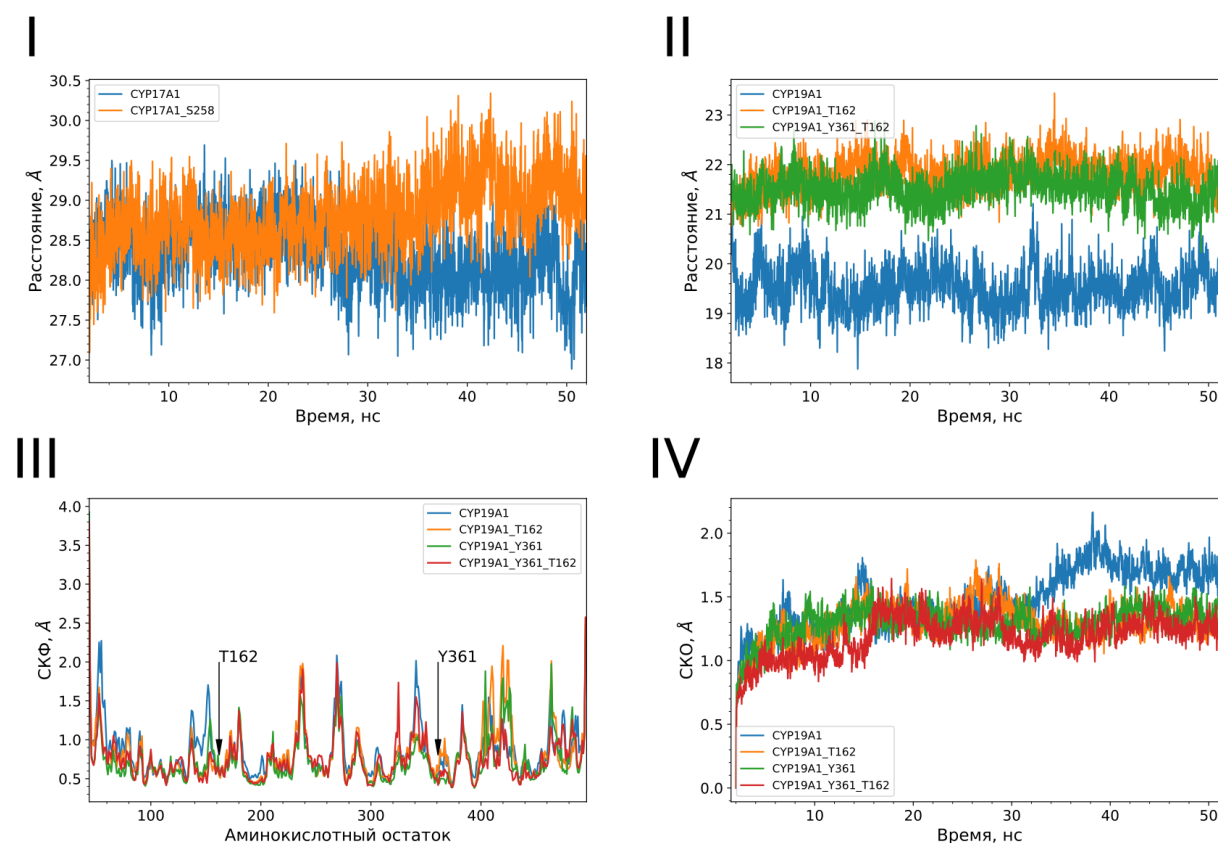 I
Расстояние, Å
30.5
30.0
29.5
29.0
28.5
28.0
27.5
27.0
CYP17A1
CYP17A1_S258
10
20
30
40
50
Время, нс
II
Расстояние, Å
23
22
21
20
19
18
CYP19A1
CYP19A1_T162
CYP19A1_Y361_T162
10
20
30
40
50
Время, нс
III
СКФ, Å
4.0
3.5
3.0
2.5
2.0
1.5
1.0
0.5
CYP19A1
CYP19A1_T162
CYP19A1_Y361
CYP19A1_Y361_T162
T162
Y361
100
200
300
400
Аминокислотный остаток
IV
СКО, Å
2.0
1.5
1.0
0.5
0.0
CYP19A1
CYP19A1_T162
CYP19A1_Y361
CYP19A1_Y361_T162
10
20
30
40
50
Время, нс